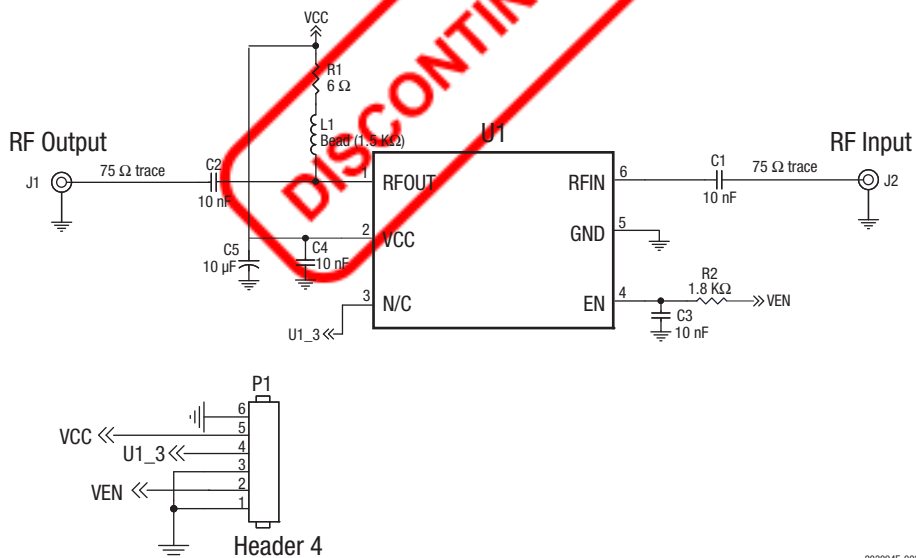 VCC
R1
6 Ω
L1
Bead (1.5 KΩ)
DISCONTIN
U1
RF Output
RF Input
J1
75 Ω trace
C2
10 nF
1
RFOUT
RFIN
6
C1
10 nF
75 Ω trace
J2
2
VCC
GND
5
C5
10 µF
C4
10 nF
3
N/C
U1_3
EN
4
R2
1.8 KΩ
VEN
C3
10 nF
P1
6
VCC
5
U1_3
4
3
VEN
2
1
Header 4